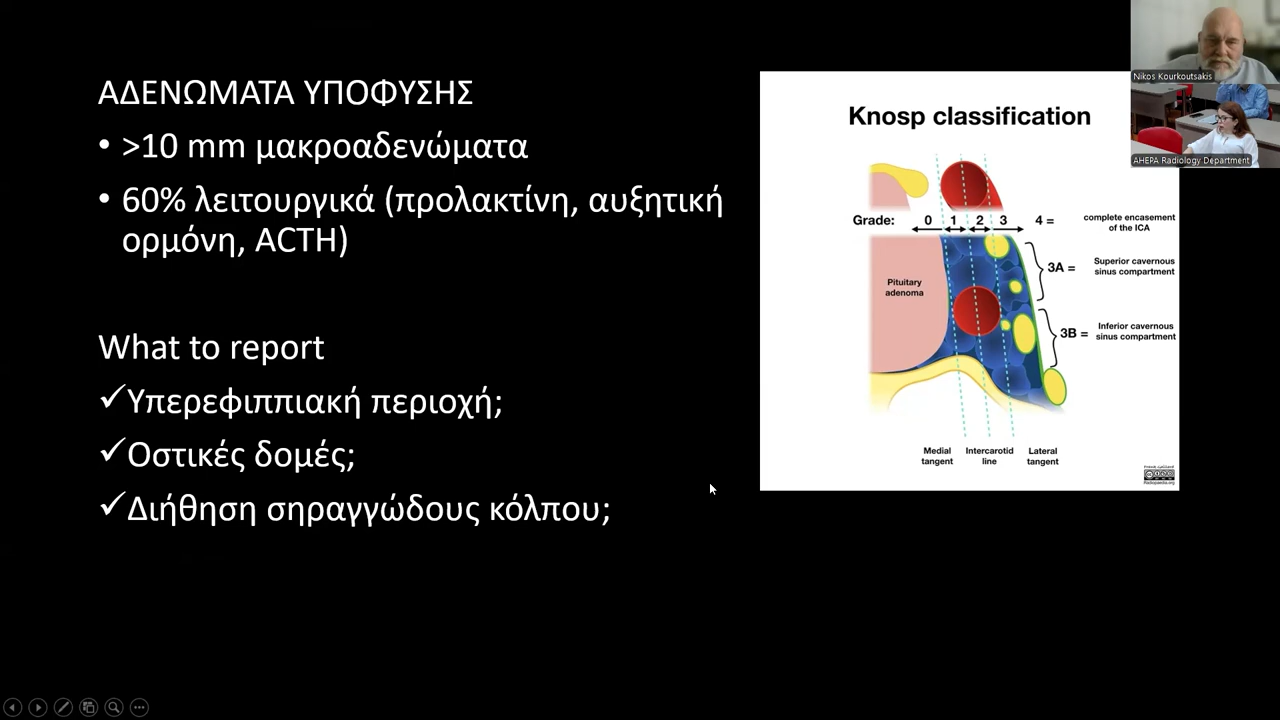 ΑΔΕΝΩΜΑΤΑ ΥΠΟΦΥΣΗΣ
• >10 mm μακροαδενώματα
• 60% λειτουργικά (προλακτίνη, αυξητική
ορμόνη, ACTH)
What to report
✓Υπερεφιππιακή περιοχή;
✓Οστικές δομές;
✓Διήθηση σηραγγώδους κόλπου;
Knosp classification
Grade: 0 1 2 3 4 = complete encasement
of the ICA
Pituitary
adenoma
3A = Superior cavernous
sinus compartment
3B = Inferior cavernous
sinus compartment
Medial
tangent
Intercarotid
line
Lateral
tangent
Radiopaedia.org
Nikos Kourkoutsakis
AHEPA Radiology Department